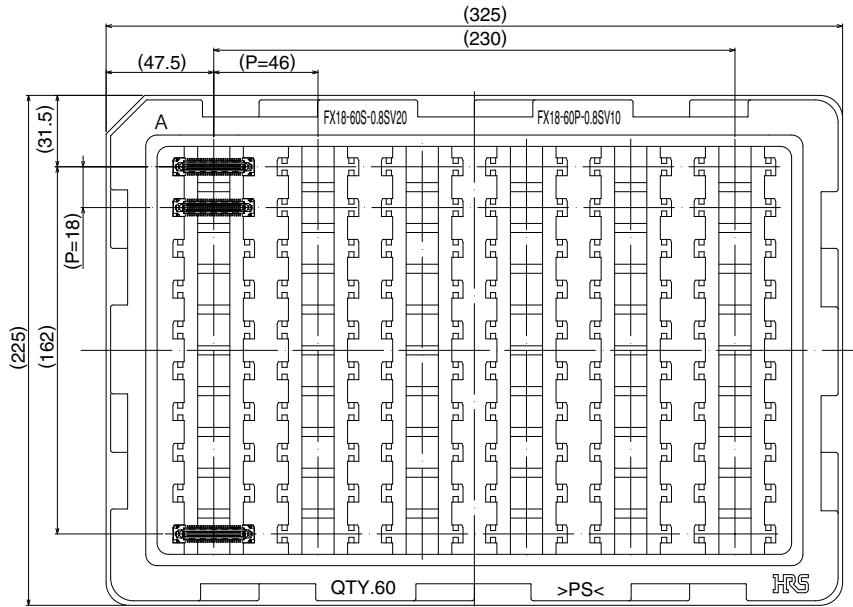 (325)
(230)
(47.5)
(P=46)
(31.5)
A
FX18-60S-0.8SV20
FX18-60P-0.8SV10
(P=18)
(162)
(225)
QTY.60
>PS<
HRS